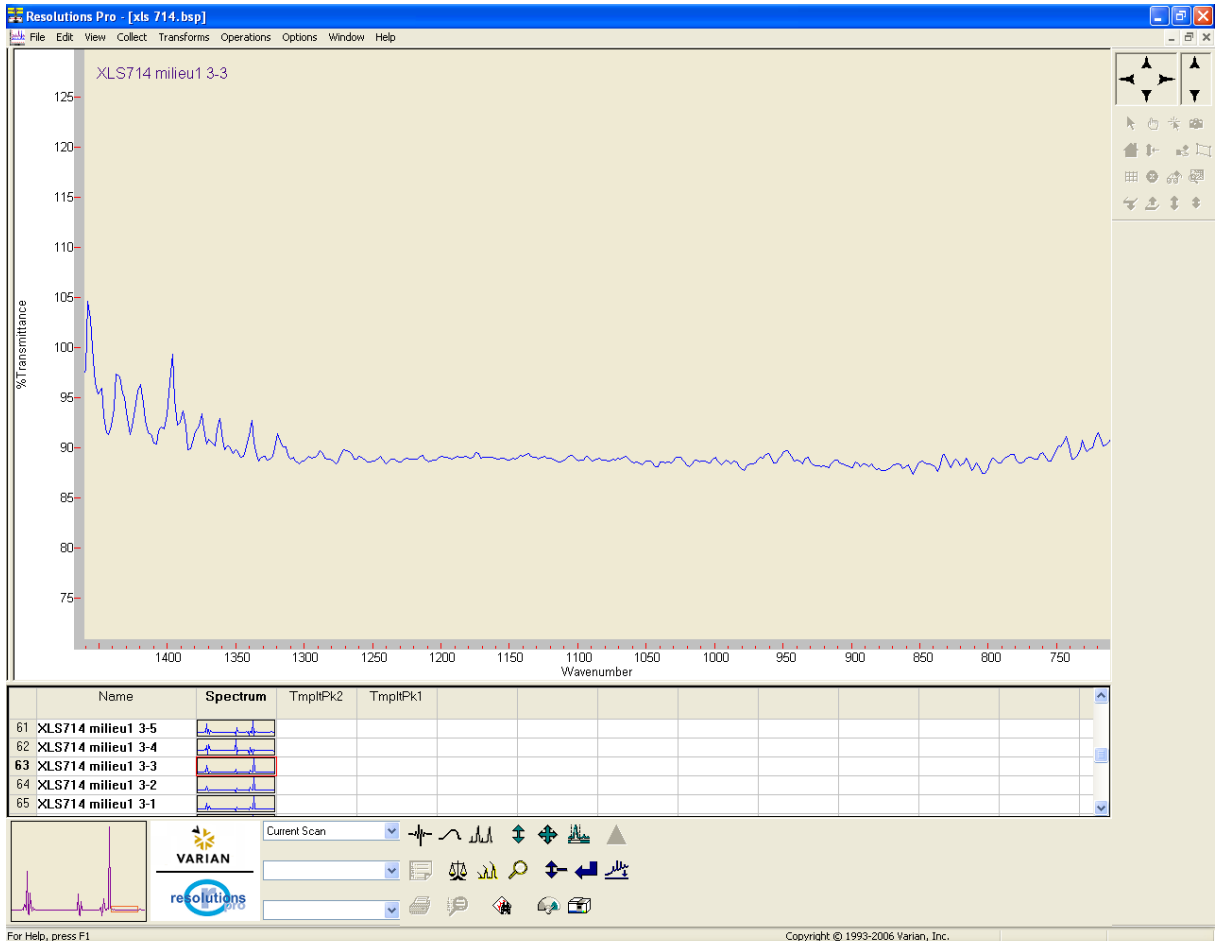 Resolutions Pro - [xls 714.bsp]
File Edit View Collect Transforms Operations Options Window Help
XLS714 milieu1 3-3
125
120
115
110
105
100
95
90
85
80
75
%Transmittance
1400 1350 1300 1250 1200 1150 1100 1050 1000 950 900 850 800 750
Wavenumber
Name Spectrum TmpltPk2 TmpltPk1
61 XLS714 milieu1 3-5
62 XLS714 milieu1 3-4
63 XLS714 milieu1 3-3
64 XLS714 milieu1 3-2
65 XLS714 milieu1 3-1
Current Scan
VARIAN
resolutions
pro
For Help, press F1
Copyright © 1993-2006 Varian, Inc.